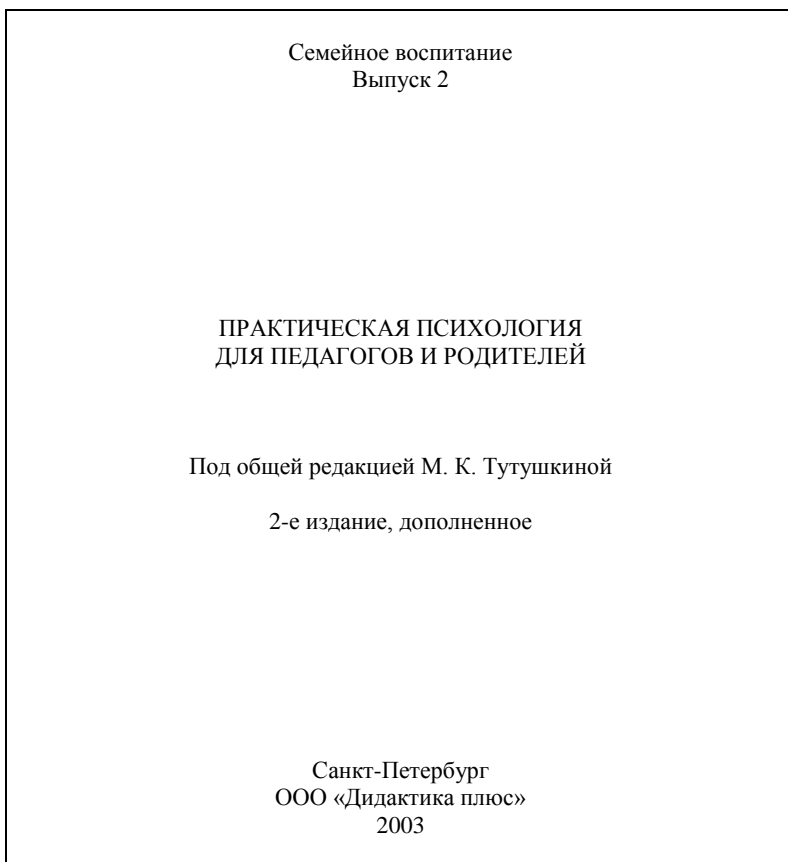 Семейное воспитание
Выпуск 2
ПРАКТИЧЕСКАЯ ПСИХОЛОГИЯ
ДЛЯ ПЕДАГОГОВ И РОДИТЕЛЕЙ
Под общей редакцией М. К. Тутушкиной
2-е издание, дополненное
Санкт-Петербург
ООО «Дидактика плюс»
2003